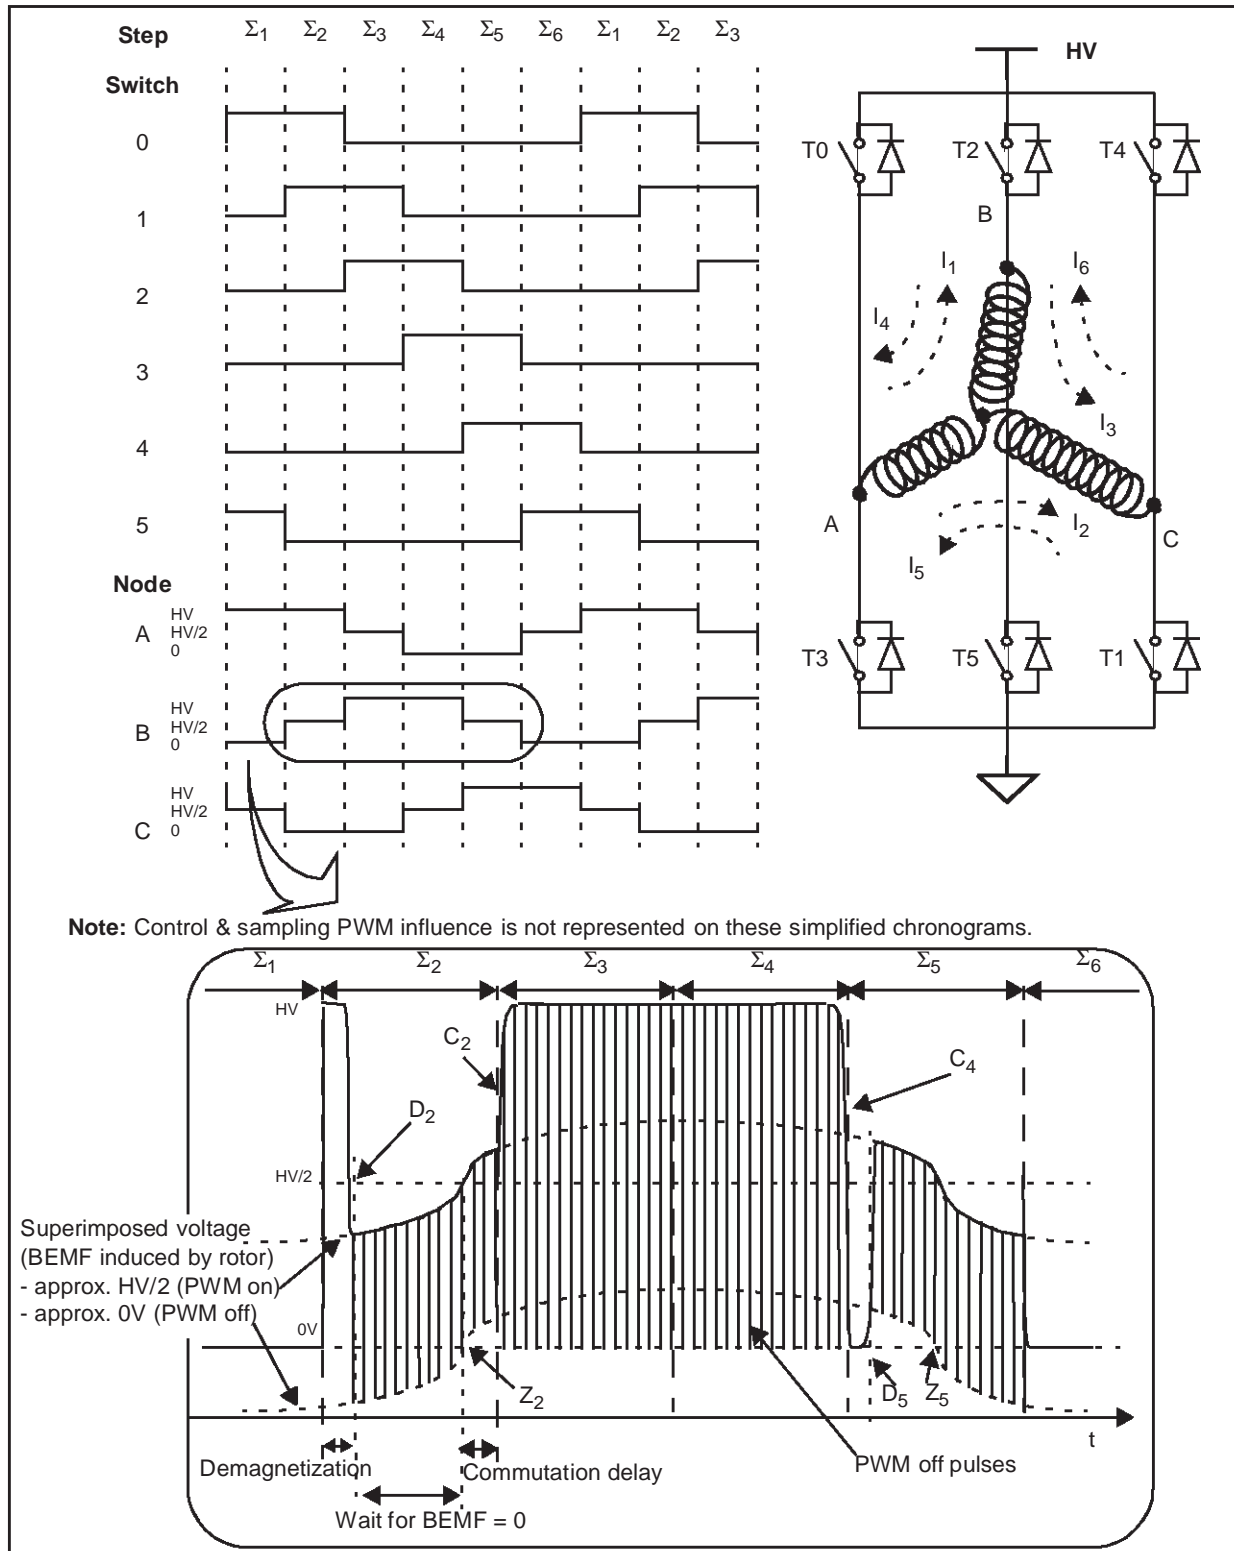 Step Σ1 Σ2 Σ3 Σ4 Σ5 Σ6 Σ1 Σ2 Σ3
Switch
0
1
2
3
4
5
Node
A HV HV/2 0
B HV HV/2 0
C HV HV/2 0
HV
T0 T2 T4
B
I1 I6
I4
I3
A
I2
C
I5
T3 T5 T1
Note: Control & sampling PWM influence is not represented on these simplified chronograms.
Σ1 Σ2 Σ3 Σ4 Σ5 Σ6
HV
C2
C4
D2
HV/2
Superimposed voltage
(BEMF induced by rotor)
- approx. HV/2 (PWM on)
- approx. 0V (PWM off)
0V
Z2
D5 Z5
t
Demagnetization
Commutation delay
PWM off pulses
Wait for BEMF = 0